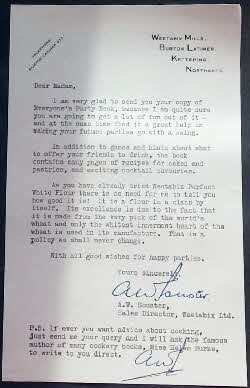 WEETABIX MILLS,
BURTON LATIMER,
KETTERING
NORTHANTS.
TELEPHONE
BURTON LATIMER
Dear Madam,
I am very glad to send you your copy of
Everyone's Party Book, because I am quite sure
you are going to get a lot of fun out of it -
and at the same time find it a great help in
making your future parties go with a swing.
In addition to games and hints about what
to offer your friends to drink, the book
contains many pages of recipes for cakes and
pastries, and exciting cocktail savouries.
As you have already tried Weetabix Perfect
White Flour there is no need for me to tell you
how good it is! It is a flour in a class by
itself. Its excellence is due to the fact that
it is made from the very pick of the world's
wheat and only the whitest innermost heart of the
wheat is used in its manufacture. That is a
policy we shall never change.
With all good wishes for happy parties.
Yours sincerely,
A.W. Souster,
Sales Director, Weetabix Ltd.
P.S. If ever you want advice about cooking,
just send me your query and I will ask the famous
author of many cookery books, Miss Helen Burke,
to write to you direct.